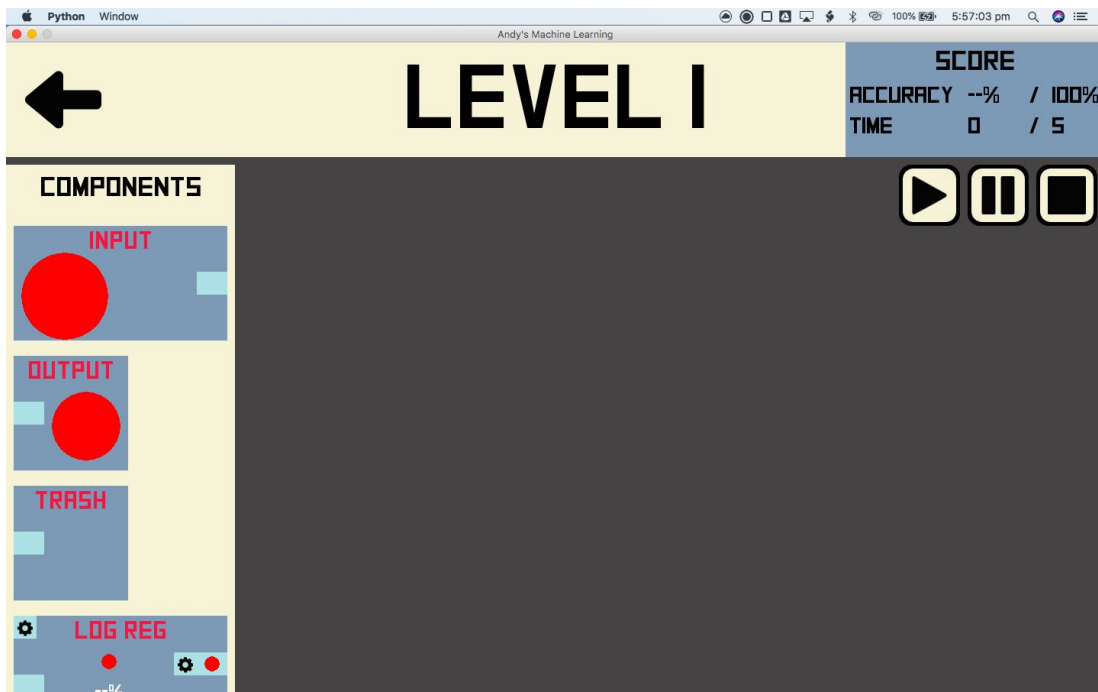 Python Window 100% 5:57:03 pm
Andy's Machine Learning
LEVEL 1
SCORE
ACCURACY --% / 100%
TIME 0 / 5
COMPONENTS
INPUT
OUTPUT
TRASH
LOG REG
--%